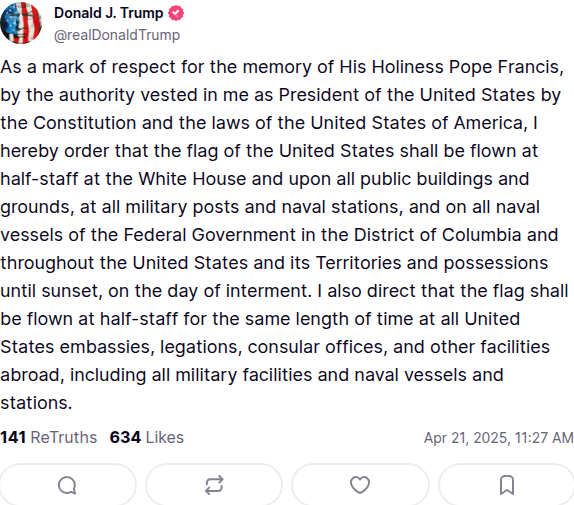 Donald J. Trump
@realDonaldTrump
As a mark of respect for the memory of His Holiness Pope Francis,
by the authority vested in me as President of the United States by
the Constitution and the laws of the United States of America, I
hereby order that the flag of the United States shall be flown at
half-staff at the White House and upon all public buildings and
grounds, at all military posts and naval stations, and on all naval
vessels of the Federal Government in the District of Columbia and
throughout the United States and its Territories and possessions
until sunset, on the day of interment. I also direct that the flag shall
be flown at half-staff for the same length of time at all United
States embassies, legations, consular offices, and other facilities
abroad, including all military facilities and naval vessels and
stations.
141 ReTruths 634 Likes Apr 21, 2025, 11:27 AM